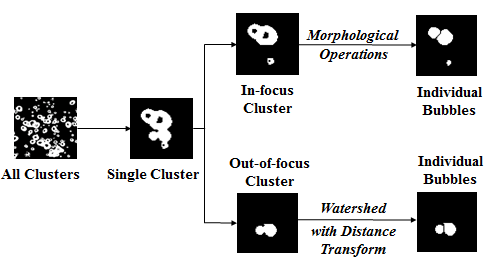 Morphological
Operations
In-focus
Cluster
Individual
Bubbles
All Clusters
Single Cluster
Out-of-focus
Cluster
Watershed
with Distance
Transform
Individual
Bubbles